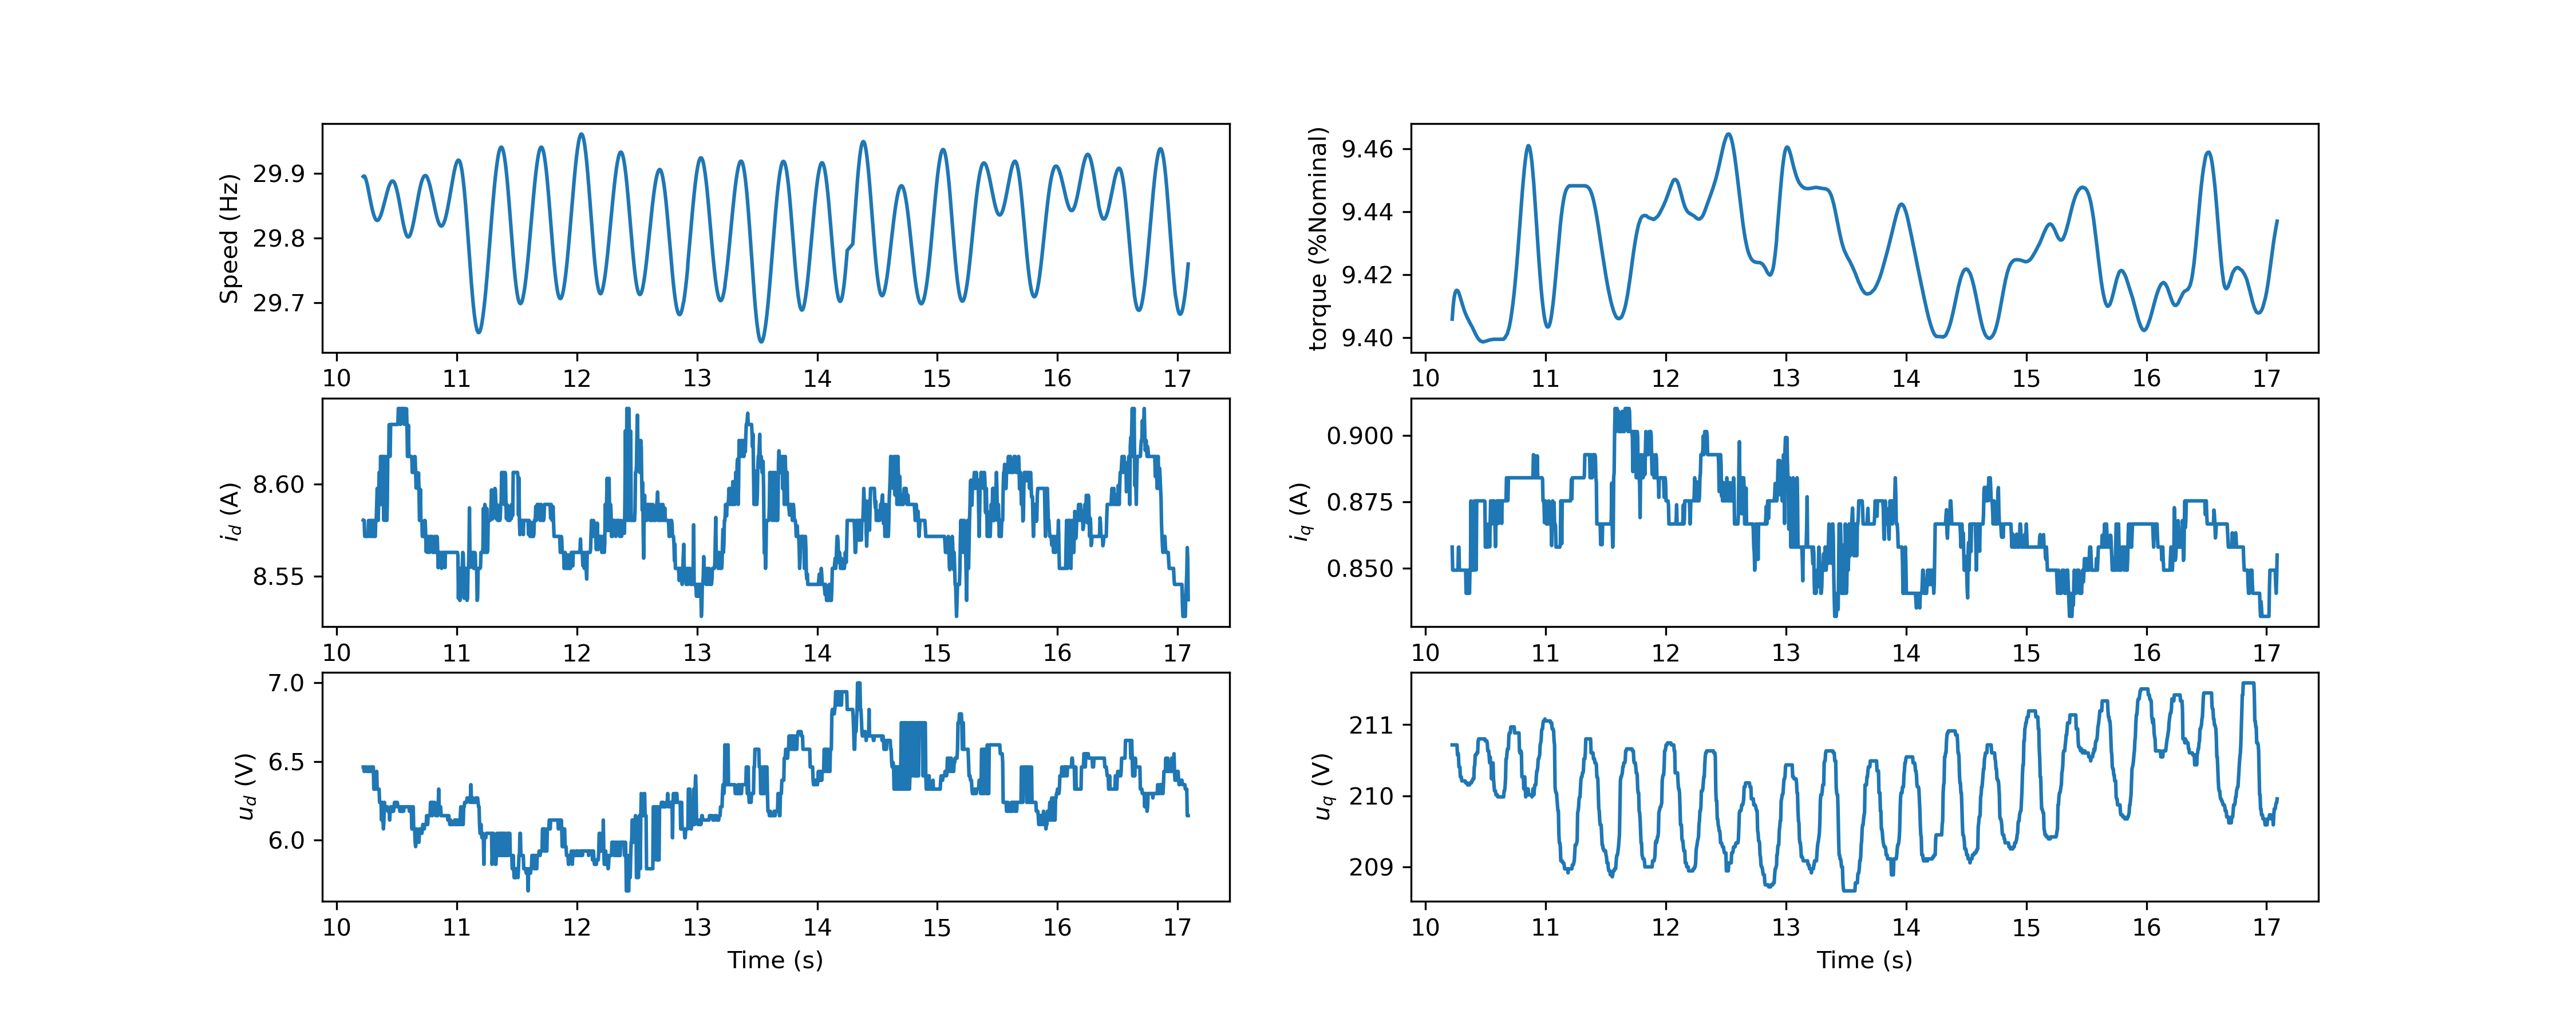 Speed (Hz)
29.9
29.8
29.7
10 11 12 13 14 15 16 17
torque (%Nominal)
9.46
9.44
9.42
9.40
10 11 12 13 14 15 16 17
i_d (A)
8.60
8.55
10 11 12 13 14 15 16 17
i_q (A)
0.900
0.875
0.850
10 11 12 13 14 15 16 17
u_d (V)
7.0
6.5
6.0
10 11 12 13 14 15 16 17
Time (s)
u_q (V)
211
210
209
10 11 12 13 14 15 16 17
Time (s)